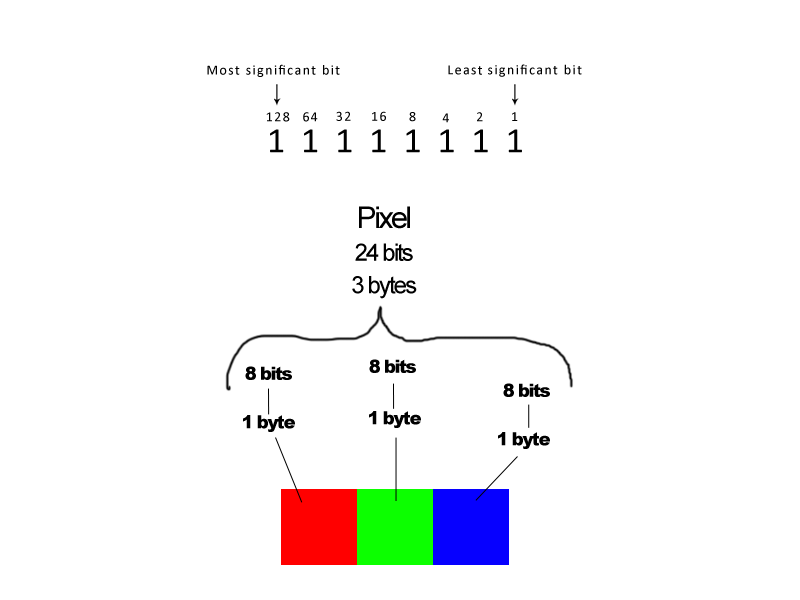 Most significant bit Least significant bit
128 64 32 16 8 4 2 1
1 1 1 1 1 1 1 1
Pixel
24 bits
3 bytes
8 bits 8 bits 8 bits
1 byte 1 byte 1 byte